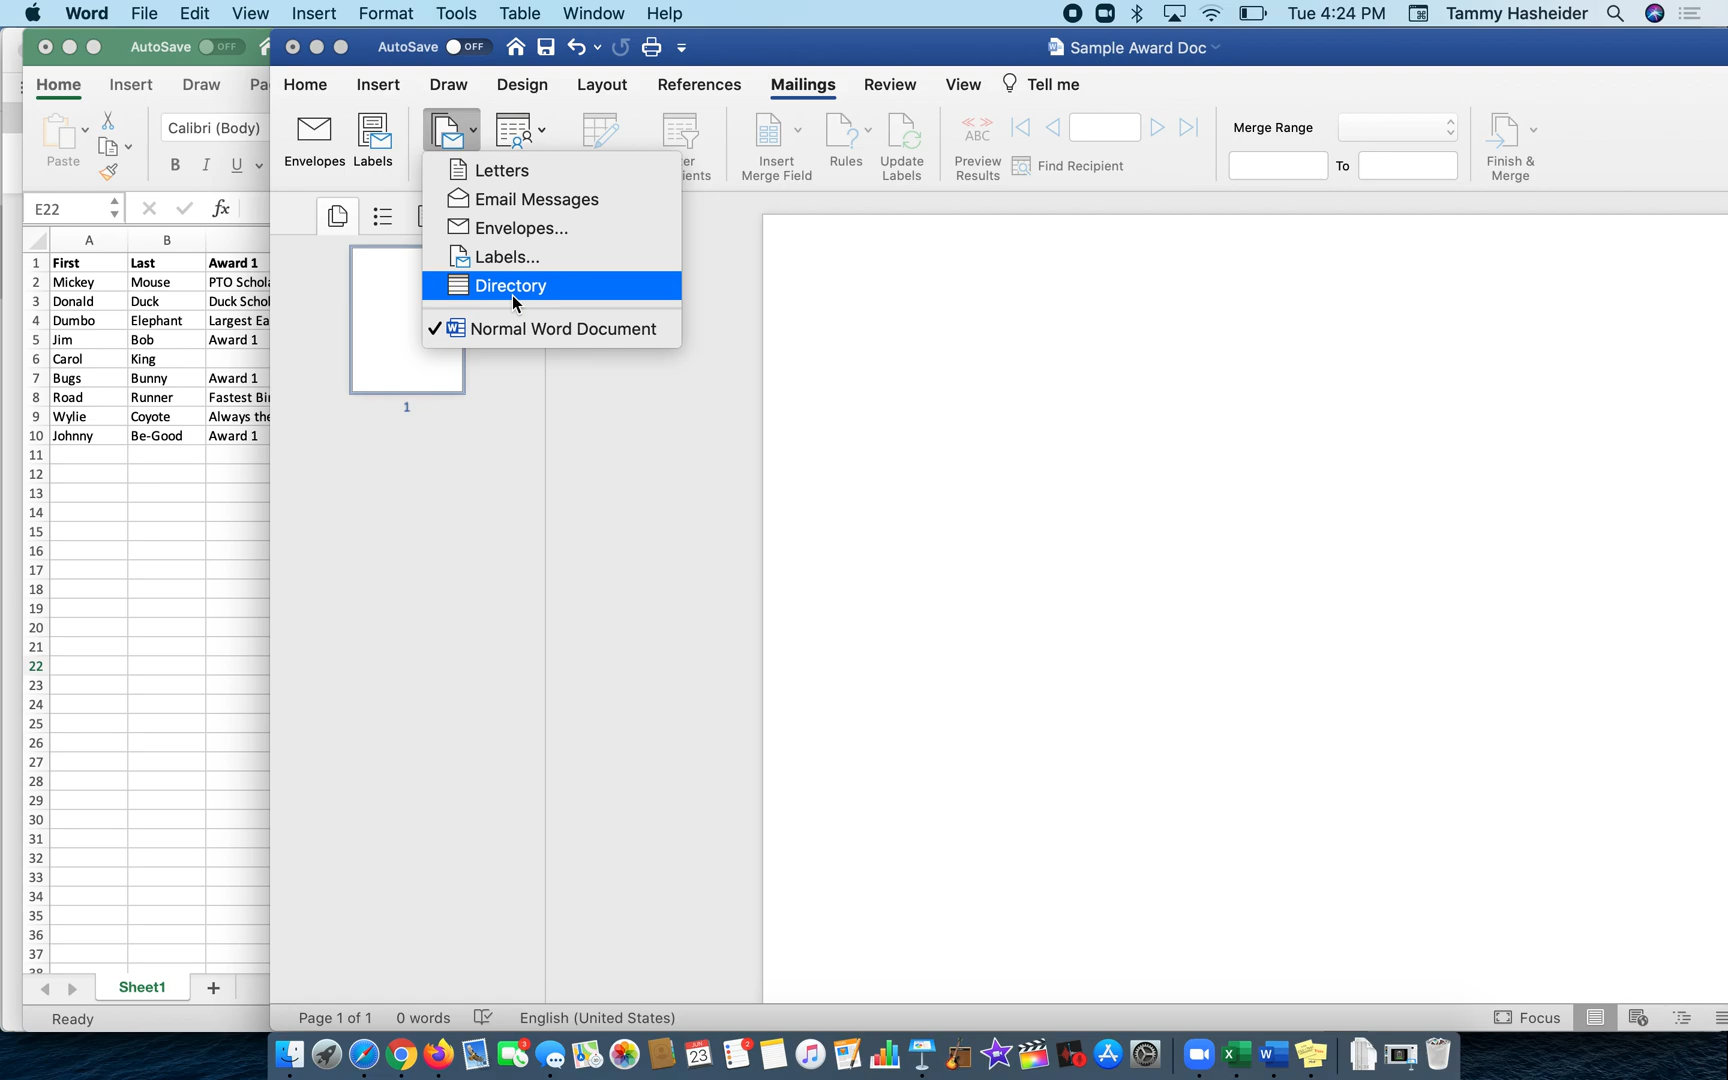 Word File Edit View Insert Format Tools Table Window Help Tue 4:24 PM Tammy Hasheider
AutoSave OFF
AutoSave OFF Sample Award Doc
Home Insert Draw
Home Insert Draw Design Layout References Mailings Review View Tell me
Paste
Calibri (Body)
B I U
Envelopes Labels
Insert Merge Field
Rules
Update Labels
ABC
Preview Results
Find Recipient
Merge Range
To
Finish & Merge
Letters
Email Messages
Envelopes...
Labels...
Directory
Normal Word Document
E22 fx
A B
1 First Last Award 1
2 Mickey Mouse PTO
3 Donald Duck Duck
4 Dumbo Elephant Largest
5 Jim Bob Award 1
6 Carol King
7 Bugs Bunny Award 1
8 Road Runner Fastest
9 Wylie Coyote Always
10 Johnny Be-Good Award 1
11
12
13
14
15
16
17
18
19
20
21
22
23
24
25
26
27
28
29
30
31
32
33
34
35
36
37
1
Sheet1 +
Ready
Page 1 of 1 0 words English (United States) Focus
JUN
23
3
2